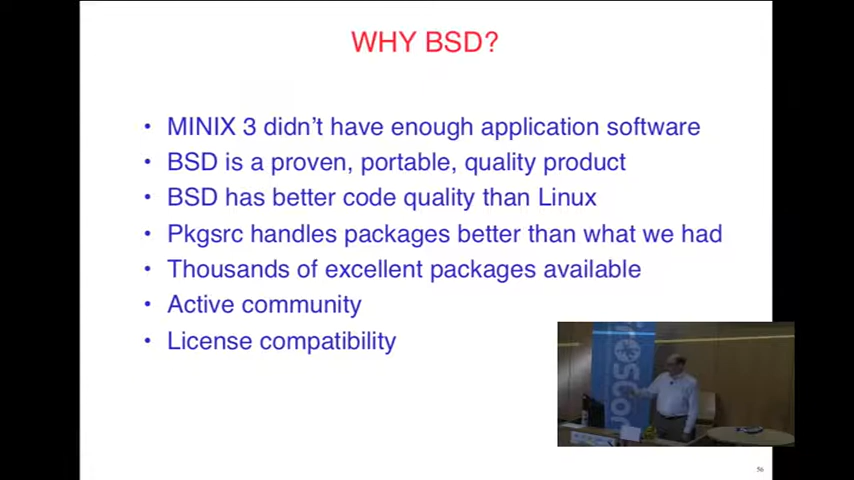 WHY BSD?
• MINIX 3 didn't have enough application software
• BSD is a proven, portable, quality product
• BSD has better code quality than Linux
• Pkgsrc handles packages better than what we had
• Thousands of excellent packages available
• Active community
• License compatibility
froscon
56